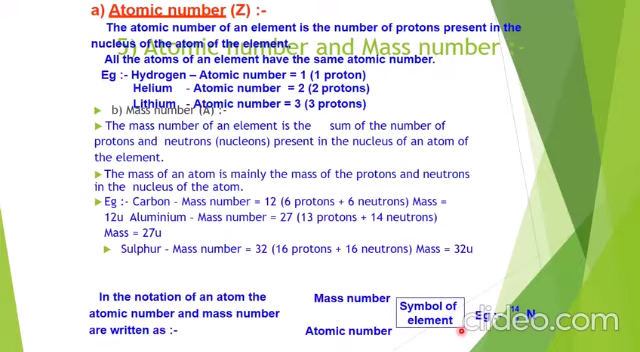 a) Atomic number (Z) :-
The atomic number of an element is the number of protons present in the
nucleus of the atom of the element.
5) Atomic number and Mass number :-
All the atoms of an element have the same atomic number.
Eg :- Hydrogen – Atomic number = 1 (1 proton)
Helium - Atomic number = 2 (2 protons)
Lithium - Atomic number = 3 (3 protons)
b) Mass number (A) :-
The mass number of an element is the sum of the number of
protons and neutrons (nucleons) present in the nucleus of an atom of
the element.
The mass of an atom is mainly the mass of the protons and neutrons
in the nucleus of the atom.
Eg :- Carbon – Mass number = 12 (6 protons + 6 neutrons) Mass =
12u Aluminium – Mass number = 27 (13 protons + 14 neutrons)
Mass = 27u
Sulphur – Mass number = 32 (16 protons + 16 neutrons) Mass = 32u
In the notation of an atom the
atomic number and mass number
are written as :-
Mass number
Symbol of
element
Atomic number
Eg 14 N
clideo.com